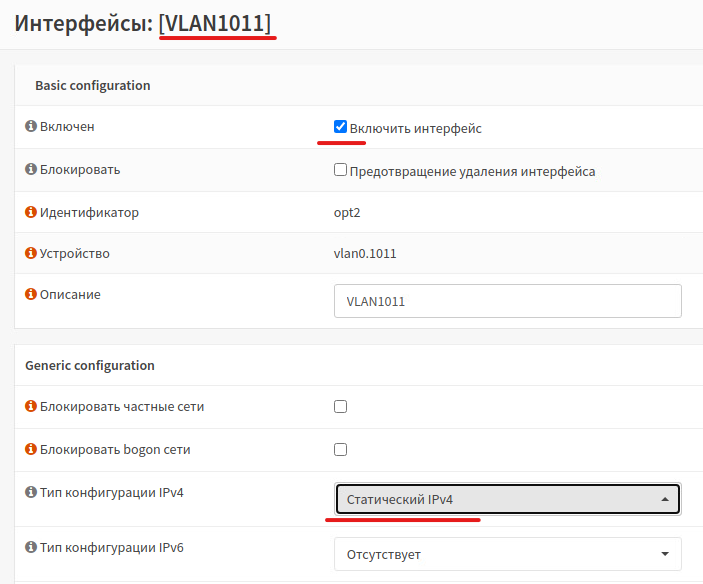 Интерфейсы: [VLAN1011]
Basic configuration
Включен Включить интерфейс
Блокировать Предотвращение удаления интерфейса
Идентификатор opt2
Устройство vlan0.1011
Описание VLAN1011
Generic configuration
Блокировать частные сети
Блокировать bogon сети
Тип конфигурации IPv4 Статический IPv4
Тип конфигурации IPv6 Отсутствует